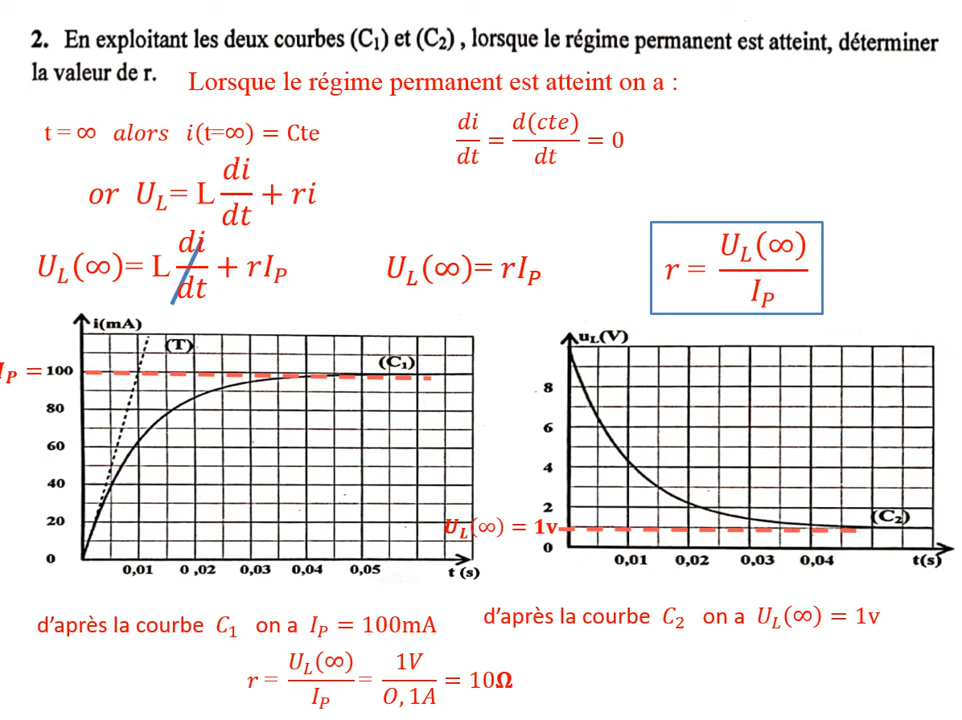 2. En exploitant les deux courbes (C₁) et (C₂) , lorsque le régime permanent est atteint, déterminer
la valeur de r. Lorsque le régime permanent est atteint on a :
t = ∞ alors i(t=∞) = Cte
di/dt = d(cte)/dt = 0
or U_L= L di/dt + ri
U_L(∞)= L di/dt + rI_P
U_L(∞)= rI_P
r = U_L(∞)/I_P
i(mA)
(T)
(C₁)
I_P = 100
80
60
40
20
0
0,01 0 ,02 0,03 0,04 0,05 t (s)
u_L(V)
8
6
4
2
(C₂)
U_L(∞) = 1v
0
0,01 0,02 0,03 0,04 t(s)
d’après la courbe C₁ on a I_P = 100mA
d’après la courbe C₂ on a U_L(∞) = 1v
r = U_L(∞)/I_P = 1V/O,1A = 10Ω